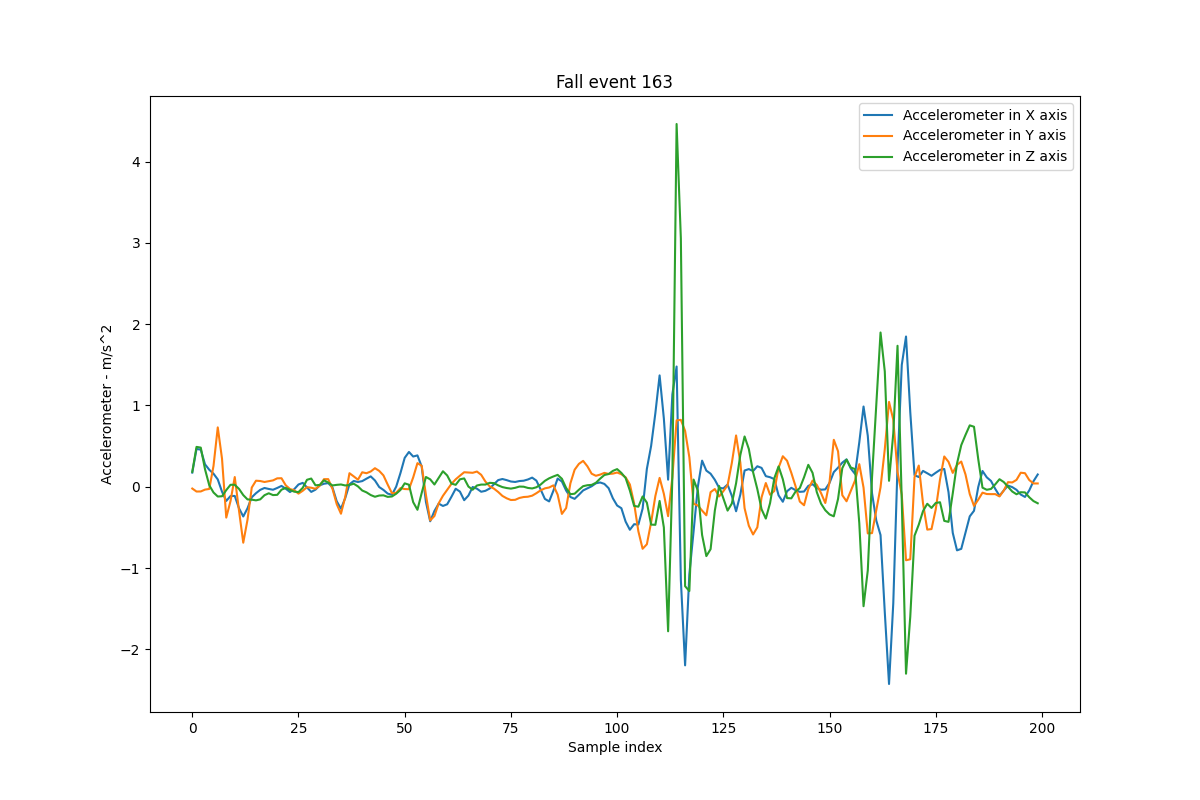 Fall event 163
Accelerometer in X axis
Accelerometer in Y axis
Accelerometer in Z axis
Accelerometer - m/s^2
4
3
2
1
0
−1
−2
0 25 50 75 100 125 150 175 200
Sample index